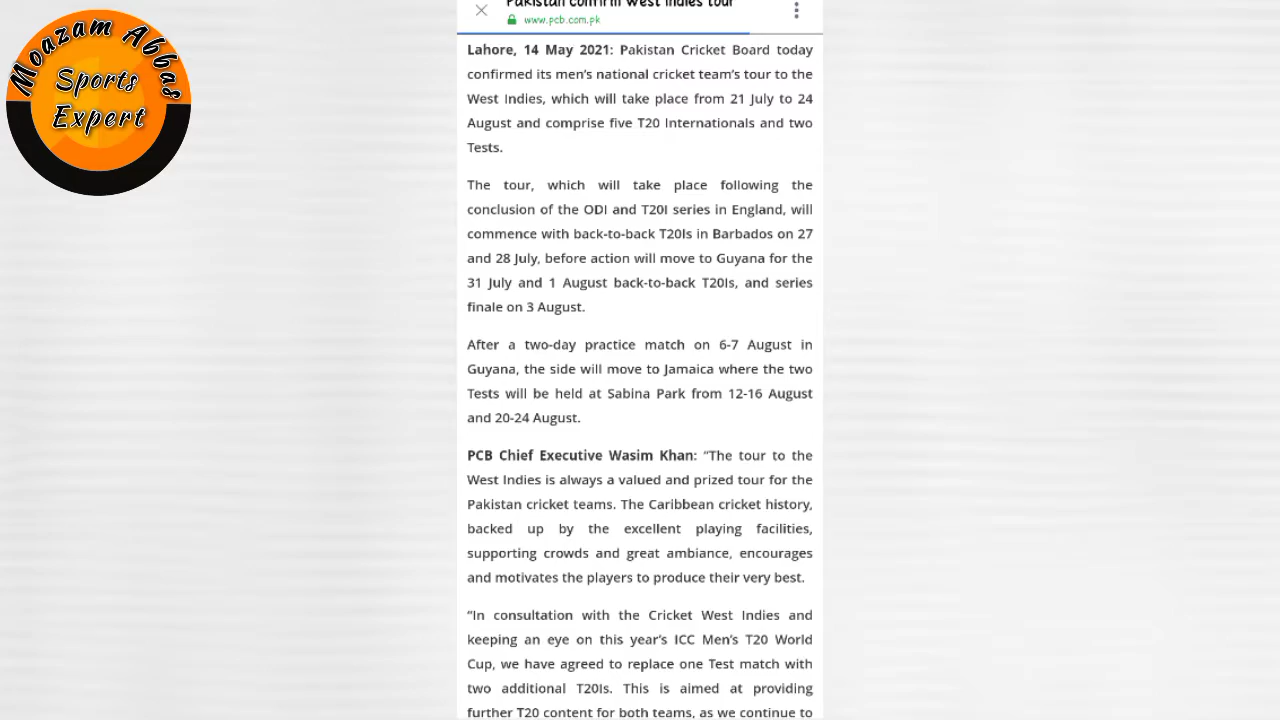 Moazam Abbas
Sports
Expert
Pakistan confirm West Indies tour
www.pcb.com.pk
Lahore, 14 May 2021: Pakistan Cricket Board today
confirmed its men's national cricket team's tour to the
West Indies, which will take place from 21 July to 24
August and comprise five T20 Internationals and two
Tests.
The tour, which will take place following the
conclusion of the ODI and T20I series in England, will
commence with back-to-back T20Is in Barbados on 27
and 28 July, before action will move to Guyana for the
31 July and 1 August back-to-back T20Is, and series
finale on 3 August.
After a two-day practice match on 6-7 August in
Guyana, the side will move to Jamaica where the two
Tests will be held at Sabina Park from 12-16 August
and 20-24 August.
PCB Chief Executive Wasim Khan: “The tour to the
West Indies is always a valued and prized tour for the
Pakistan cricket teams. The Caribbean cricket history,
backed up by the excellent playing facilities,
supporting crowds and great ambiance, encourages
and motivates the players to produce their very best.
“In consultation with the Cricket West Indies and
keeping an eye on this year's ICC Men's T20 World
Cup, we have agreed to replace one Test match with
two additional T20Is. This is aimed at providing
further T20 content for both teams, as we continue to